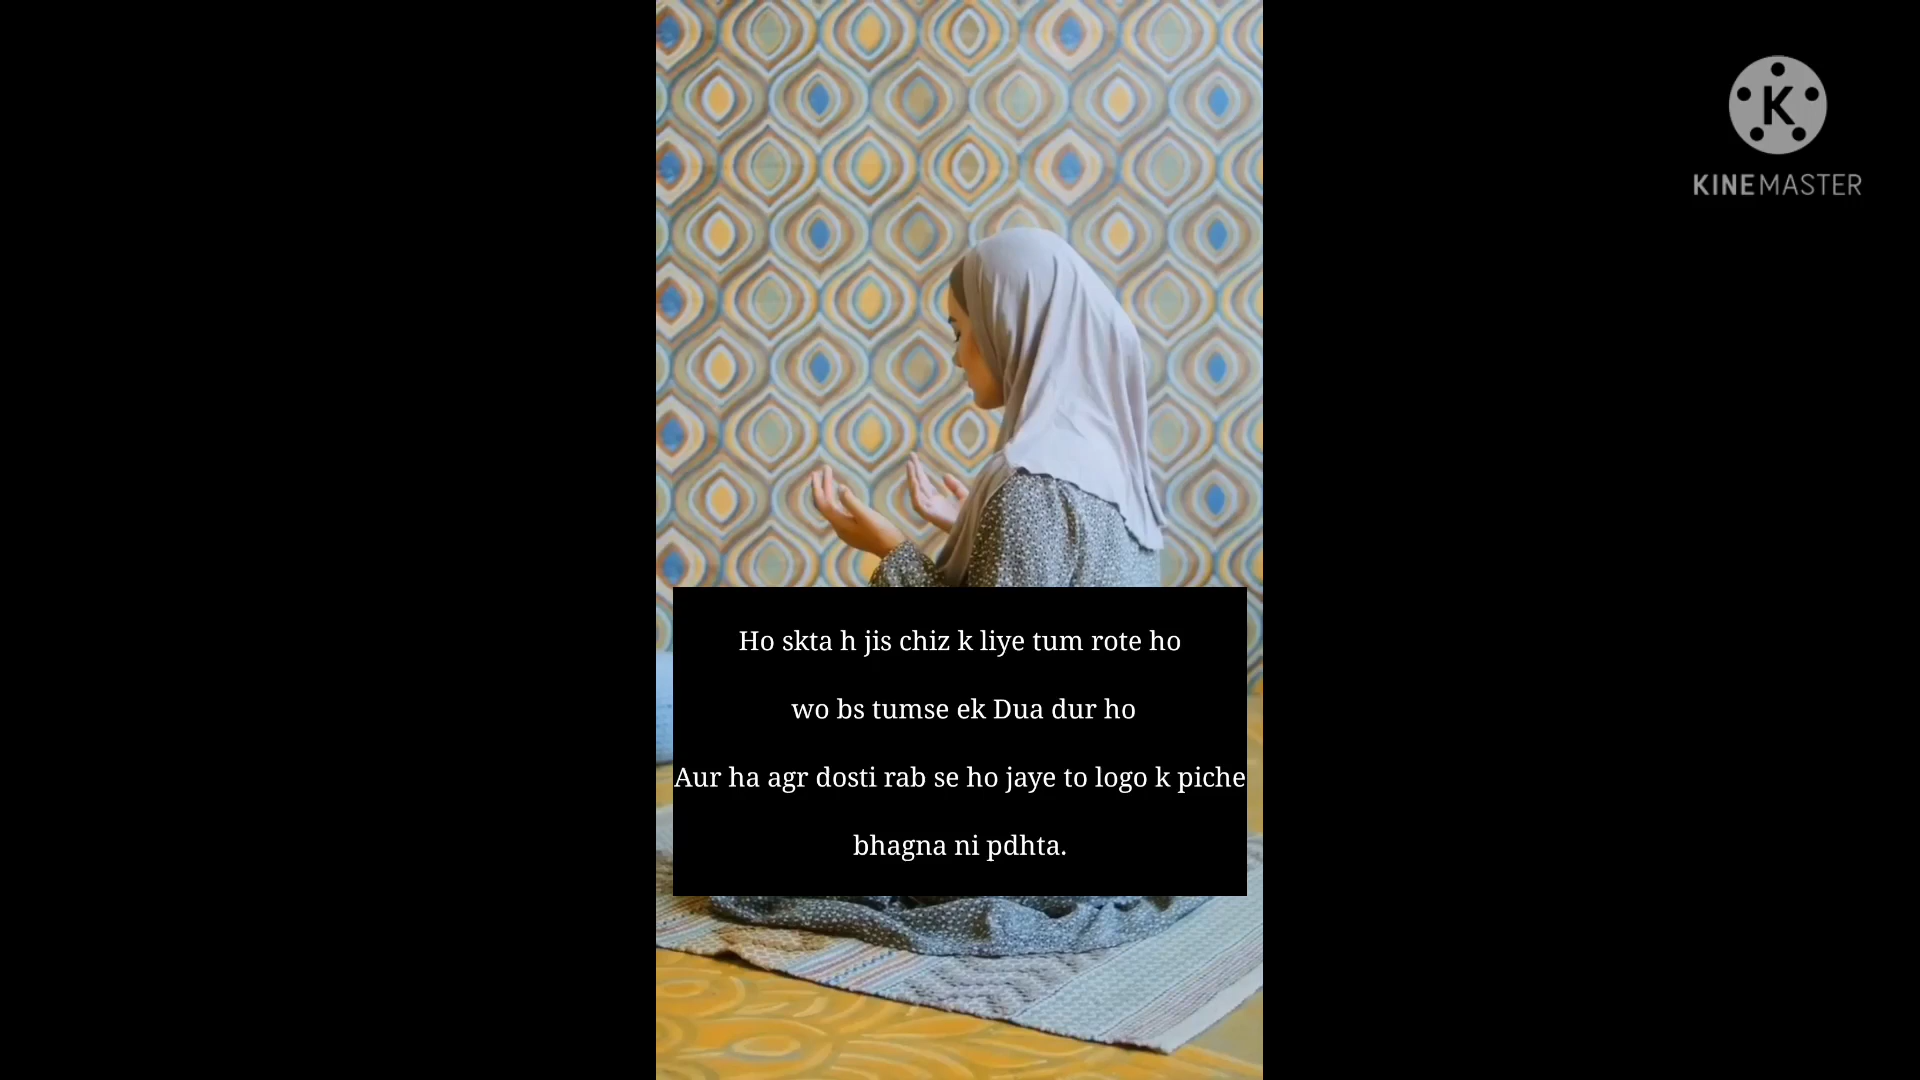 K
KINEMASTER
Ho skta h jis chiz k liye tum rote ho
wo bs tumse ek Dua dur ho
Aur ha agr dosti rab se ho jaye to logo k piche
bhagna ni pdhta.